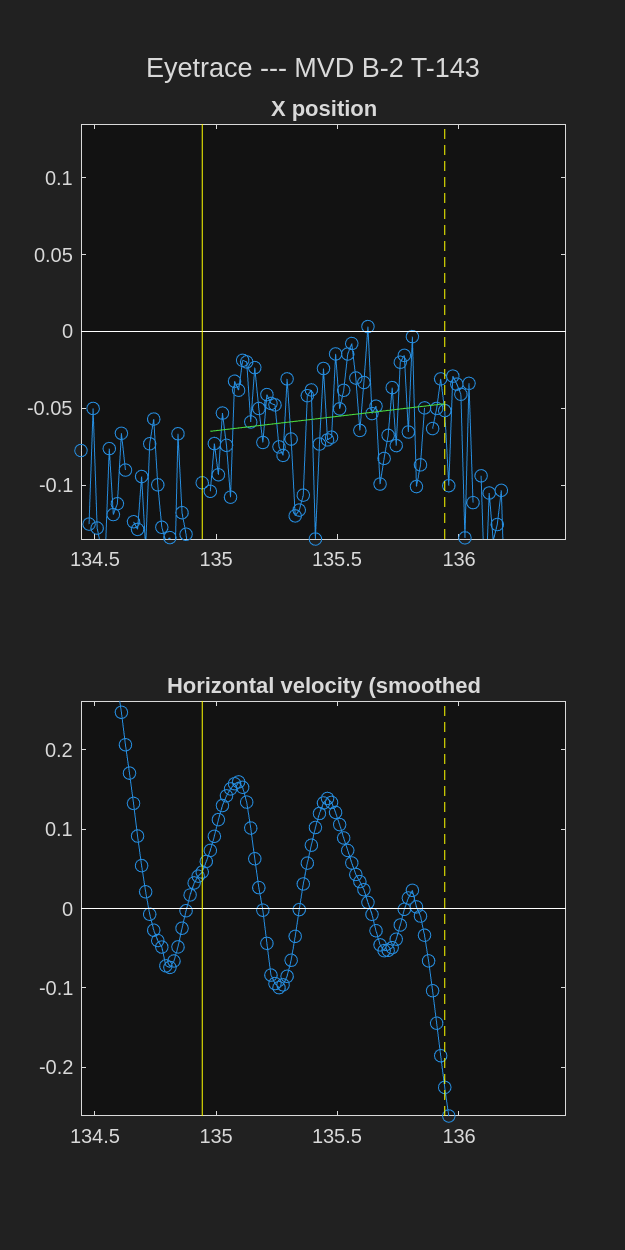 Eyetrace --- MVD B-2 T-143
X position
0.1
0.05
0
-0.05
-0.1
134.5 135 135.5 136
Horizontal velocity (smoothed
0.2
0.1
0
-0.1
-0.2
134.5 135 135.5 136